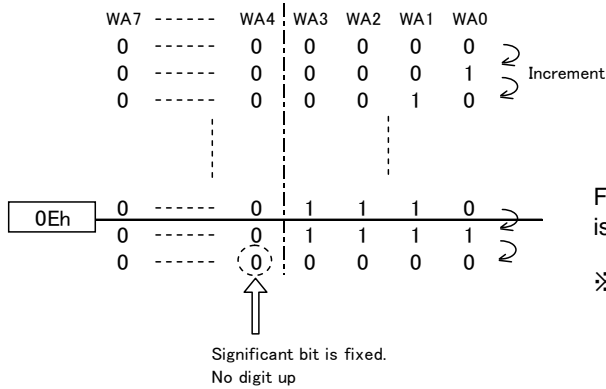 WA7 ------ WA4 WA3 WA2 WA1 WA0
0 ------ 0 0 0 0 0
0 ------ 0 0 0 0 1
Increment
0 ------ 0 0 0 1 0
0Eh
0 ------ 0 1 1 1 0
0 ------ 0 1 1 1 1
0 ------ 0 0 0 0 0
Significant bit is fixed.
No digit up
F
is
※